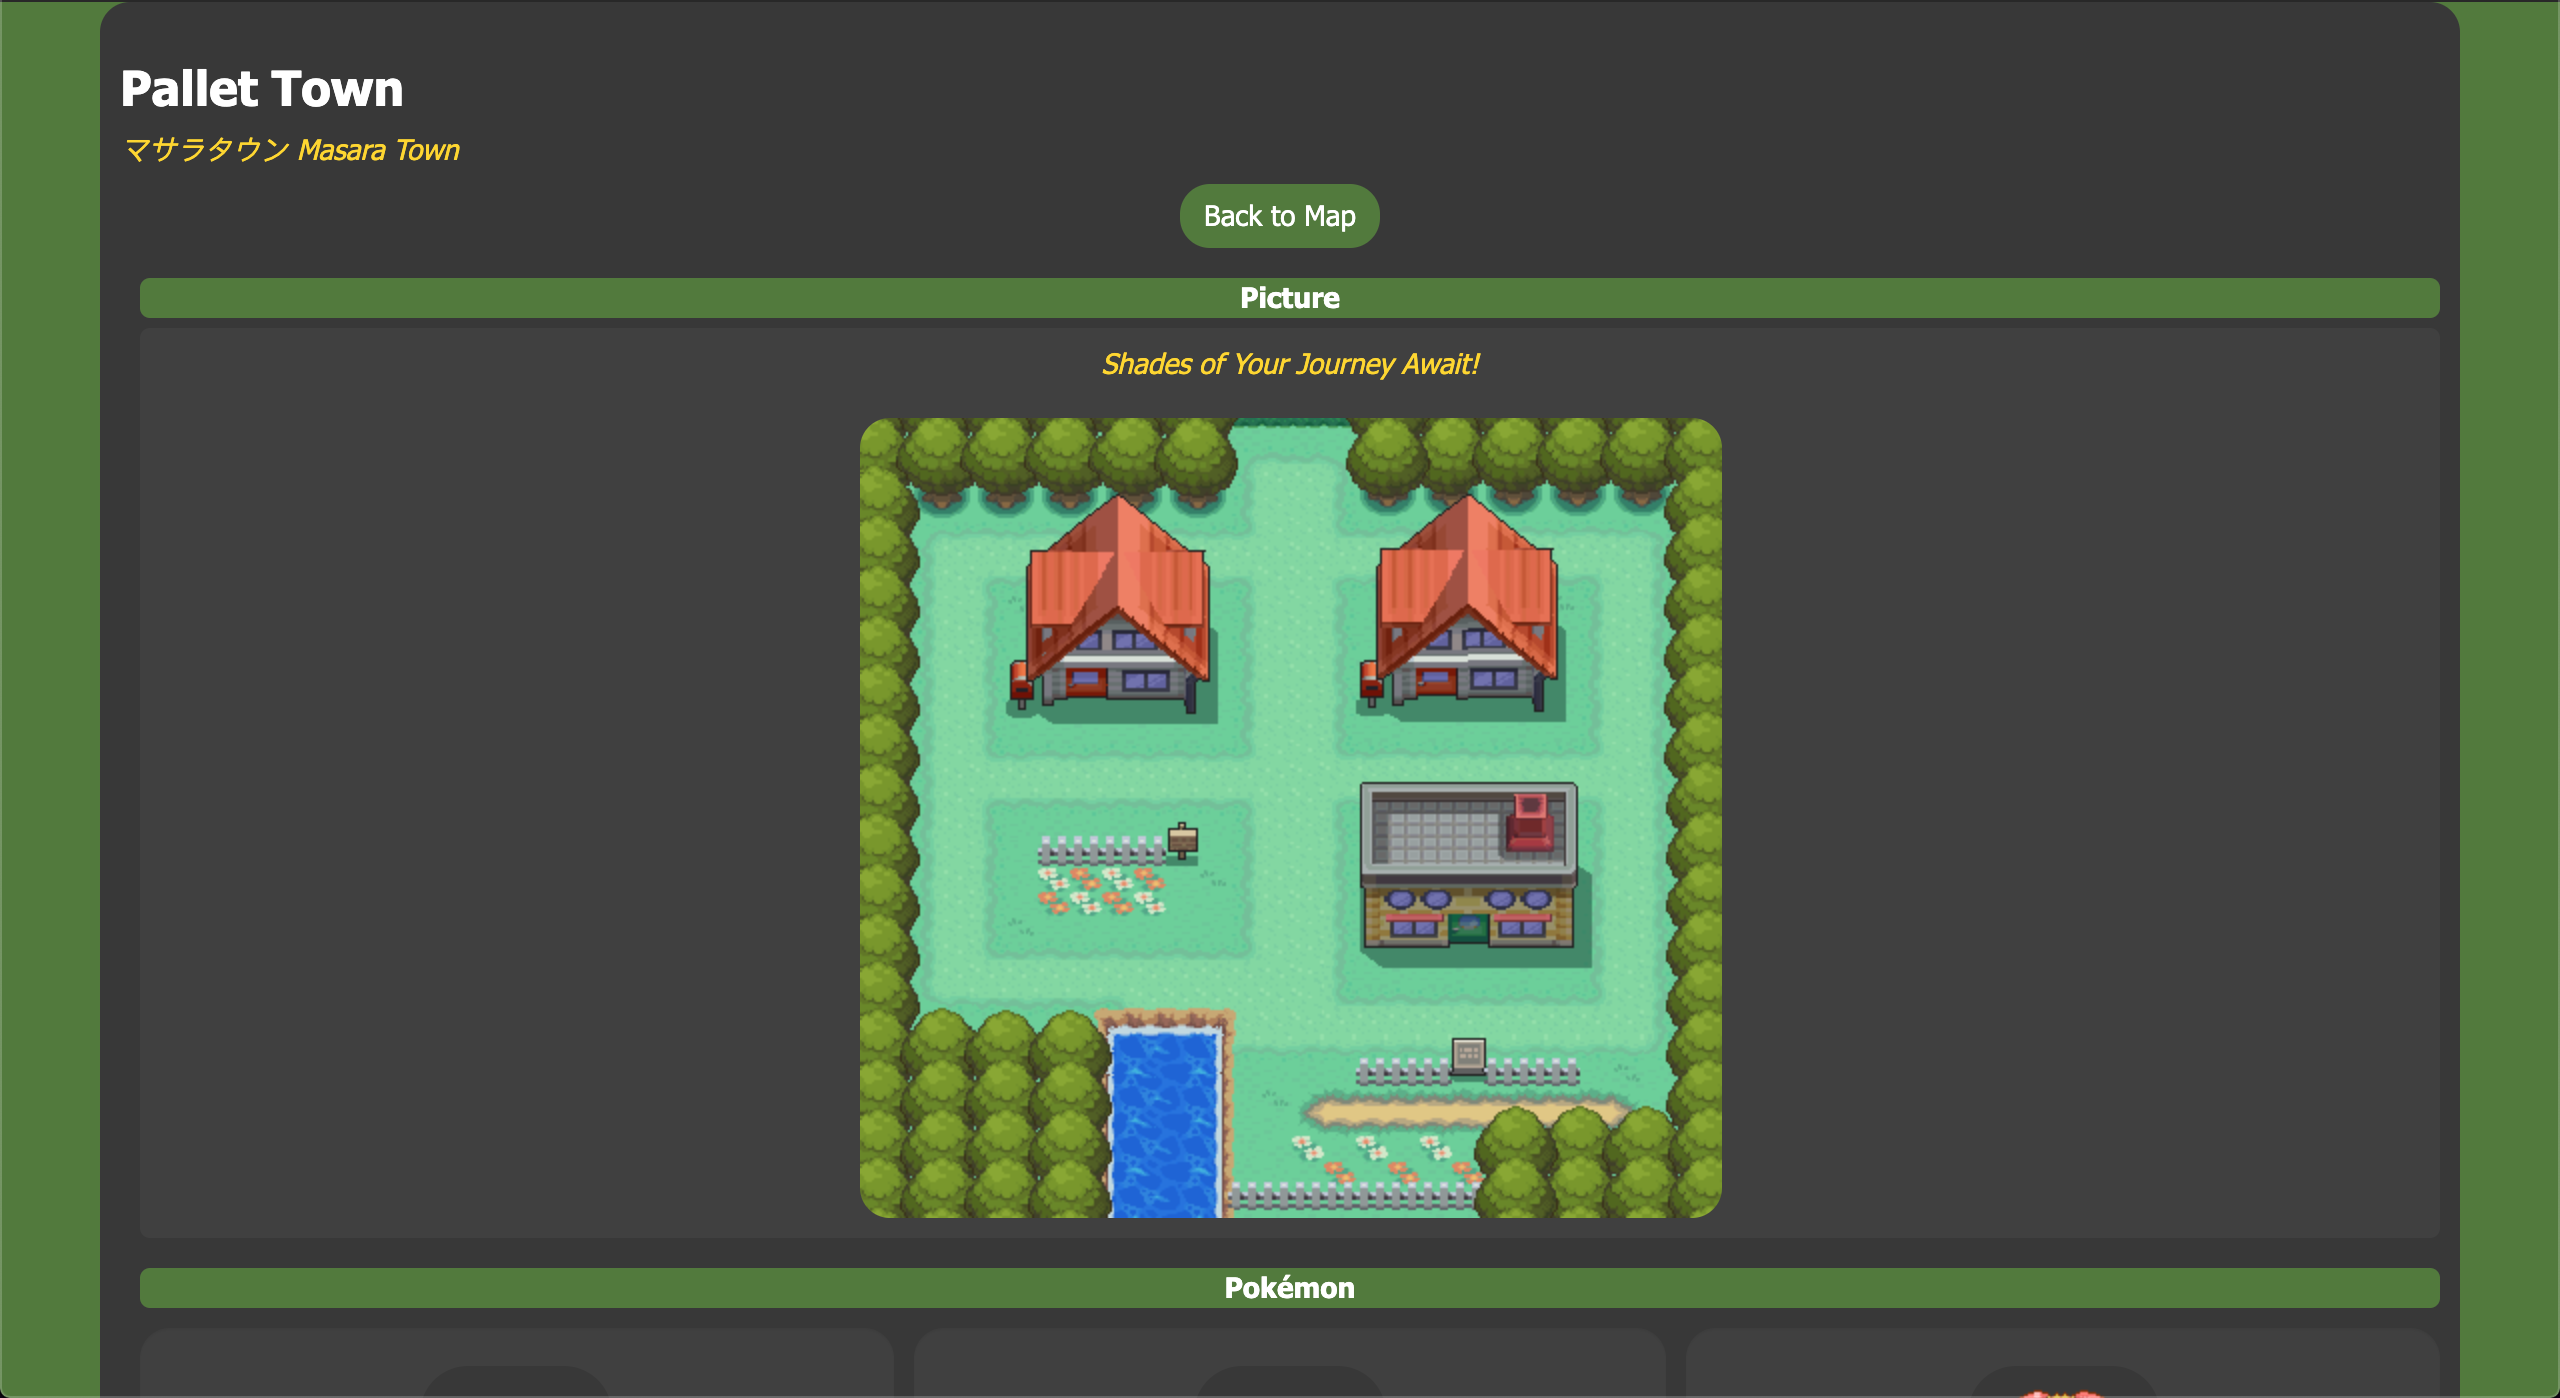 Pallet Town
マサラタウン Masara Town
Back to Map
Picture
Shades of Your Journey Await!
Pokémon